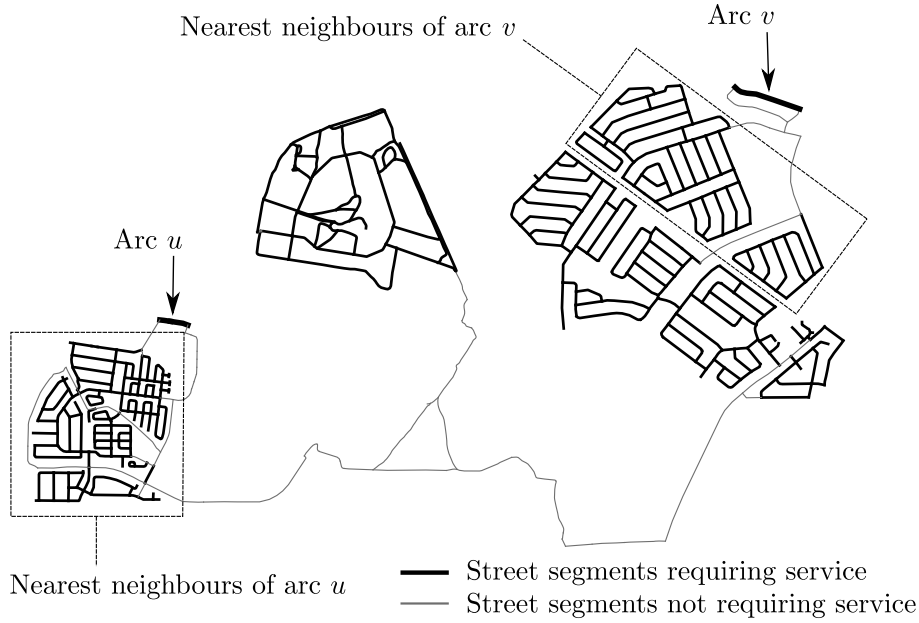 Arc v
Nearest neighbours of arc v
Arc u
Nearest neighbours of arc u
Street segments requiring service
Street segments not requiring service